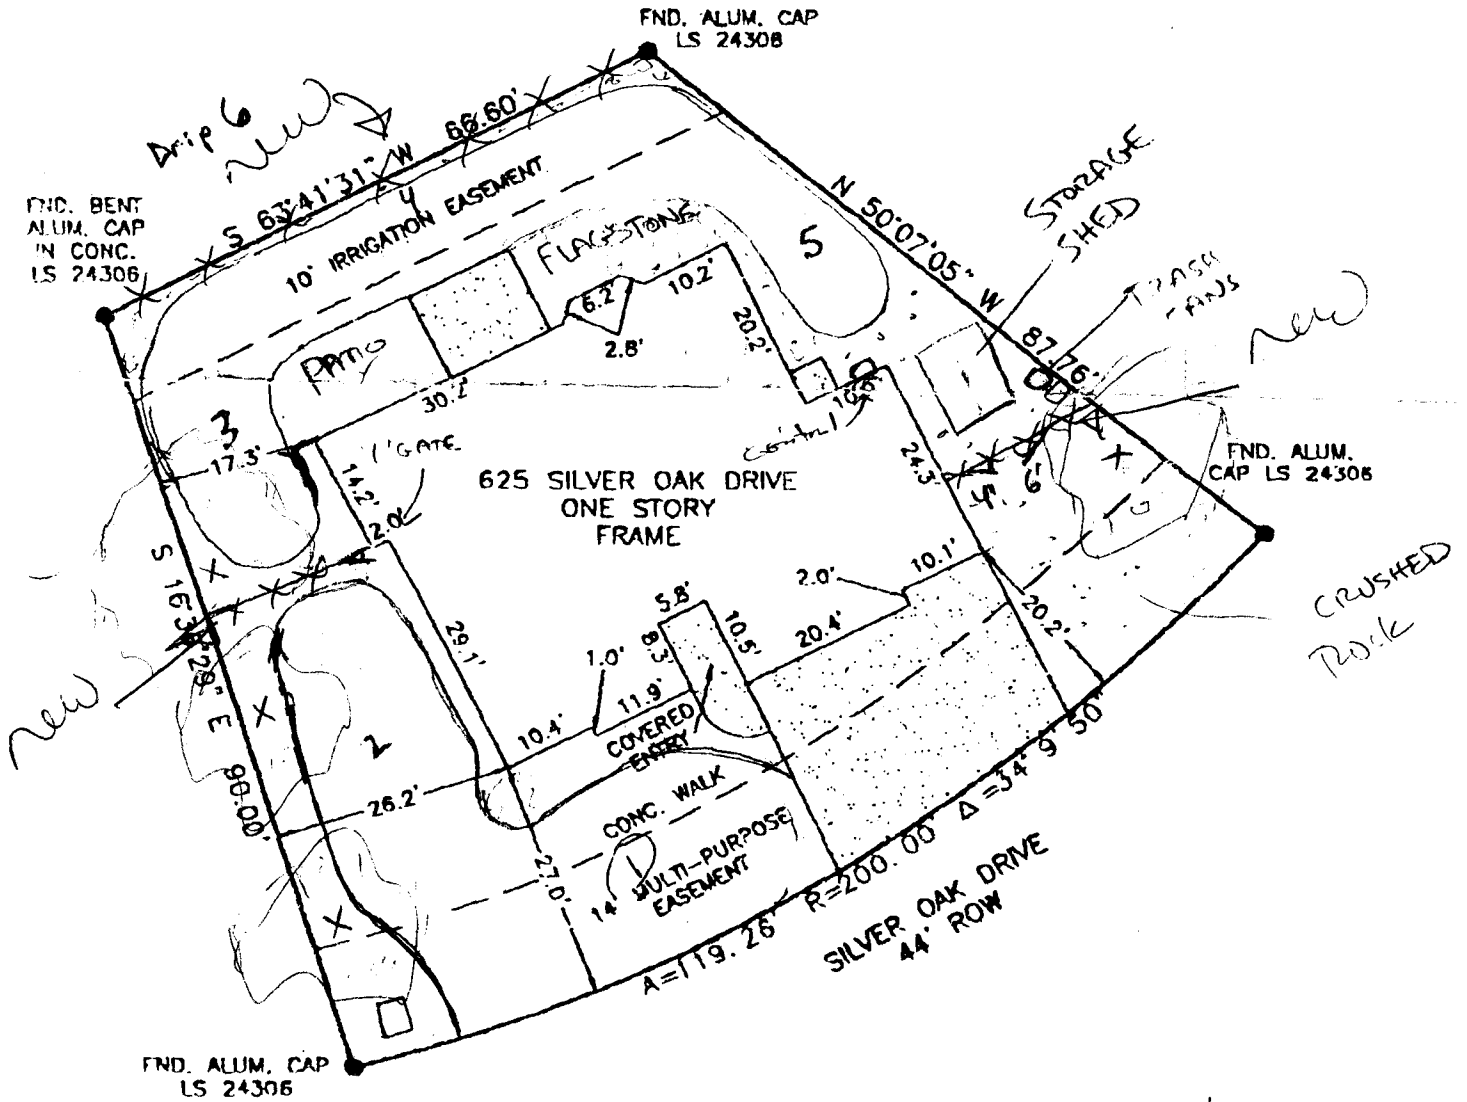 FND. ALUM. CAP
LS 24306
Drip 6
new
S 63°41'31" W 66.60'
4
10' IRRIGATION EASEMENT
FND. BENT
ALUM. CAP
IN CONC.
LS 24306
N 50°07'05" W 87.76'
STORAGE
SHED
TRASH
CANS
new
5
FLAGSTONE
PATIO
6.2'
2.8'
10.2'
20.2'
30.2'
control
3
17.3'
1' GATE
14.2'
2.0'
625 SILVER OAK DRIVE
ONE STORY
FRAME
24.3'
4'
6'
FND. ALUM.
CAP LS 24306
CRUSHED
ROCK
10.1'
2.0'
20.4'
20.2'
5.8'
8.3'
10.5'
29.1'
1.0'
11.9'
10.4'
COVERED
ENTRY
new
2
26.2'
27.0'
CONC. WALK
1
14' MULTI-PURPOSE
EASEMENT
90.00'
A=119.26' R=200.00' Δ=34°9'50"
SILVER OAK DRIVE
44' ROW
FND. ALUM. CAP
LS 24306